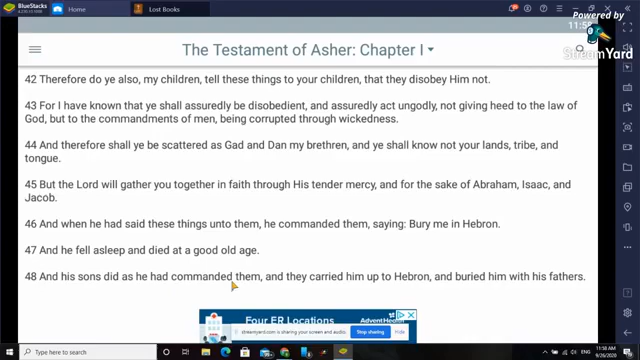 BlueStacks
Home
Lost Books
Powered by
11:58
StreamYard
The Testament of Asher: Chapter I
42 Therefore do ye also, my children, tell these things to your children, that they disobey Him not.
43 For I have known that ye shall assuredly be disobedient, and assuredly act ungodly, not giving heed to the law of
God, but to the commandments of men, being corrupted through wickedness.
44 And therefore shall ye be scattered as Gad and Dan my brethren, and ye shall know not your lands, tribe, and
tongue.
45 But the Lord will gather you together in faith through His tender mercy, and for the sake of Abraham, Isaac, and
Jacob.
46 And when he had said these things unto them, he commanded them, saying: Bury me in Hebron.
47 And he fell asleep and died at a good old age.
48 And his sons did as he had commanded them, and they carried him up to Hebron, and buried him with his fathers.
Four ER Locations
streamyard.com is sharing your screen and audio.
Stop sharing
Hide
Type here to search
ENG
11:58 AM
9/26/2020